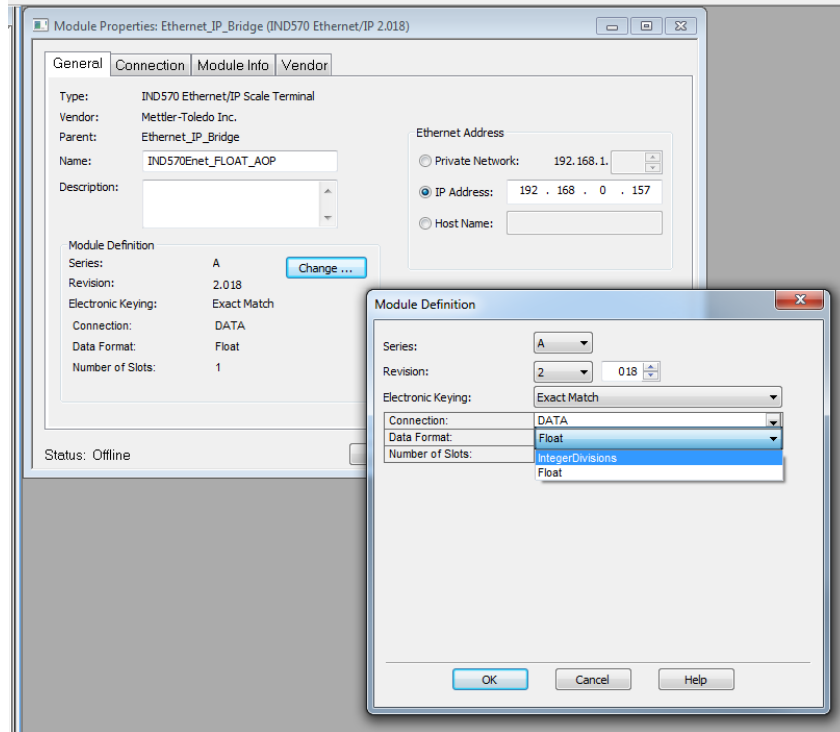 Module Properties: Ethernet_IP_Bridge (IND570 Ethernet/IP 2.018)
General Connection Module Info Vendor
Type: IND570 Ethernet/IP Scale Terminal
Vendor: Mettler-Toledo Inc.
Parent: Ethernet_IP_Bridge
Name: IND570Enet_FLOAT_AOP
Description:
Ethernet Address
Private Network: 192.168.1.
IP Address: 192 . 168 . 0 . 157
Host Name:
Module Definition
Series: A
Change ...
Revision: 2.018
Electronic Keying: Exact Match
Connection: DATA
Data Format: Float
Number of Slots: 1
Status: Offline
Module Definition
Series: A
Revision: 2 018
Electronic Keying: Exact Match
Connection: DATA
Data Format: Float
Number of Slots:
IntegerDivisions
Float
OK Cancel Help